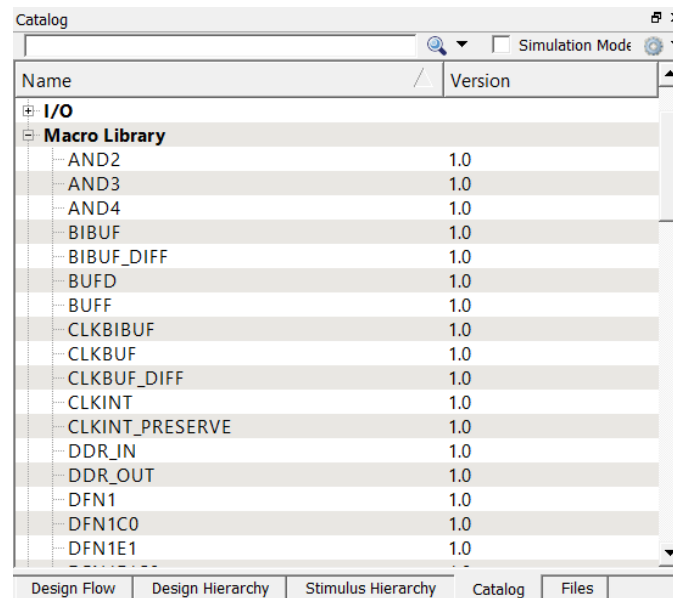 Catalog
Simulation Mode
Name Version
I/O
Macro Library
AND2 1.0
AND3 1.0
AND4 1.0
BIBUF 1.0
BIBUF_DIFF 1.0
BUFD 1.0
BUFF 1.0
CLKBIBUF 1.0
CLKBUF 1.0
CLKBUF_DIFF 1.0
CLKINT 1.0
CLKINT_PRESERVE 1.0
DDR_IN 1.0
DDR_OUT 1.0
DFN1 1.0
DFN1C0 1.0
DFN1E1 1.0
Design Flow Design Hierarchy Stimulus Hierarchy Catalog Files